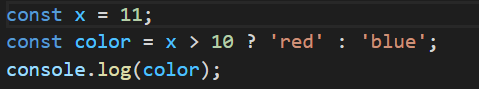 const x = 11;
const color = x > 10 ? 'red' : 'blue';
console.log(color);